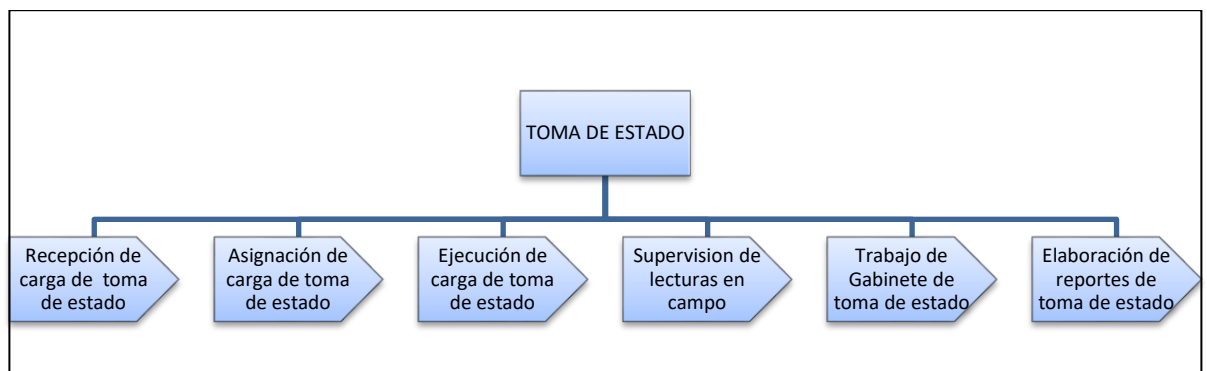 TOMA DE ESTADO
Recepción de
carga de toma
de estado
Asignación de
carga de toma
de estado
Ejecución de
carga de toma
de estado
Supervision de
lecturas en
campo
Trabajo de
Gabinete de
toma de estado
Elaboración de
reportes de
toma de estado